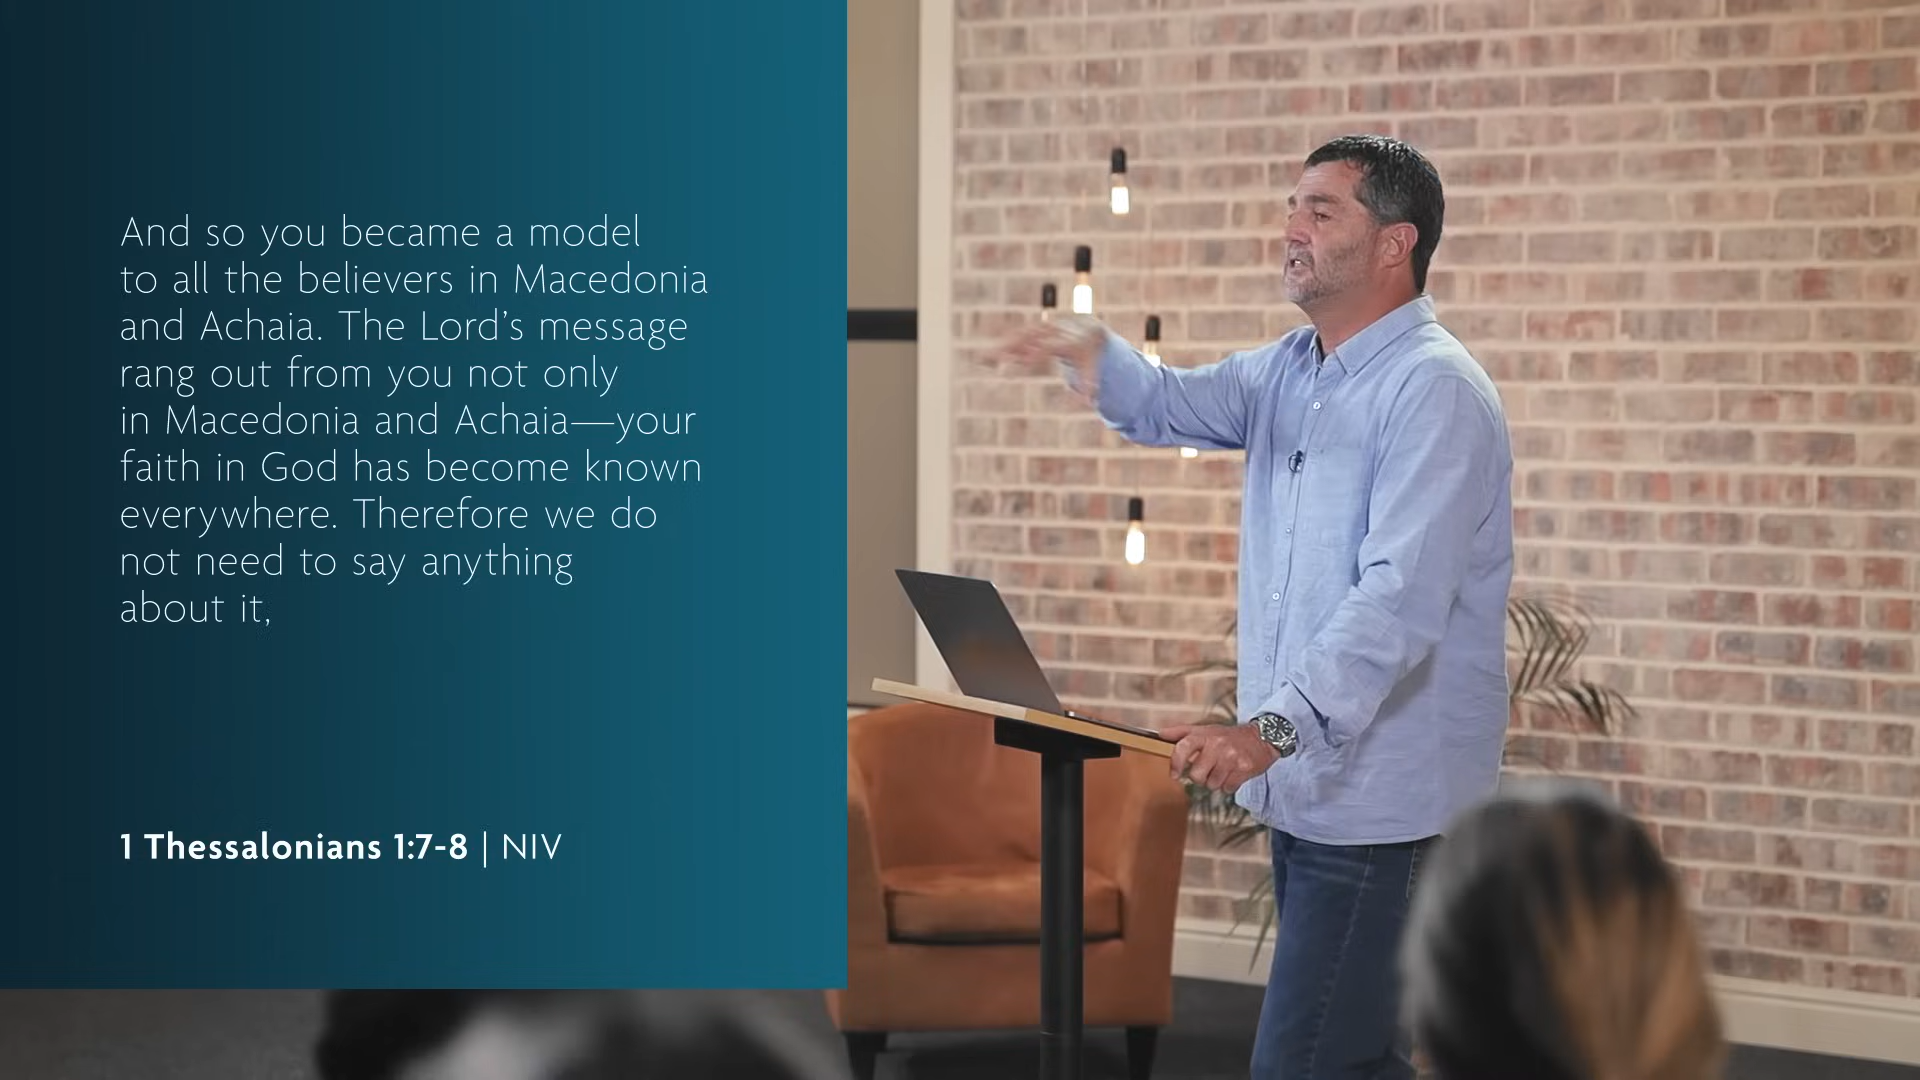 And so you became a model
to all the believers in Macedonia
and Achaia. The Lord’s message
rang out from you not only
in Macedonia and Achaia—your
faith in God has become known
everywhere. Therefore we do
not need to say anything
about it,
1 Thessalonians 1:7-8 | NIV